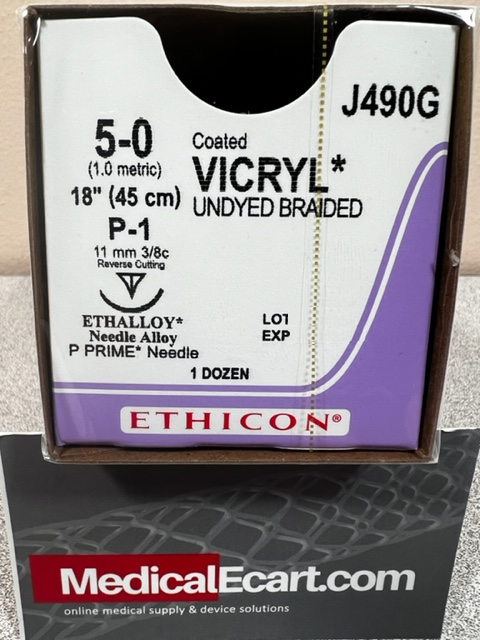 J490G
5-0
(1.0 metric)
18" (45 cm)
P-1
11 mm 3/8c
Reverse Cutting
ETHALLOY*
Needle Alloy
P PRIME* Needle
Coated
VICRYL*
UNDYED BRAIDED
LOT
EXP
1 DOZEN
ETHICON®
MedicalEcart.com
online medical supply & device solutions